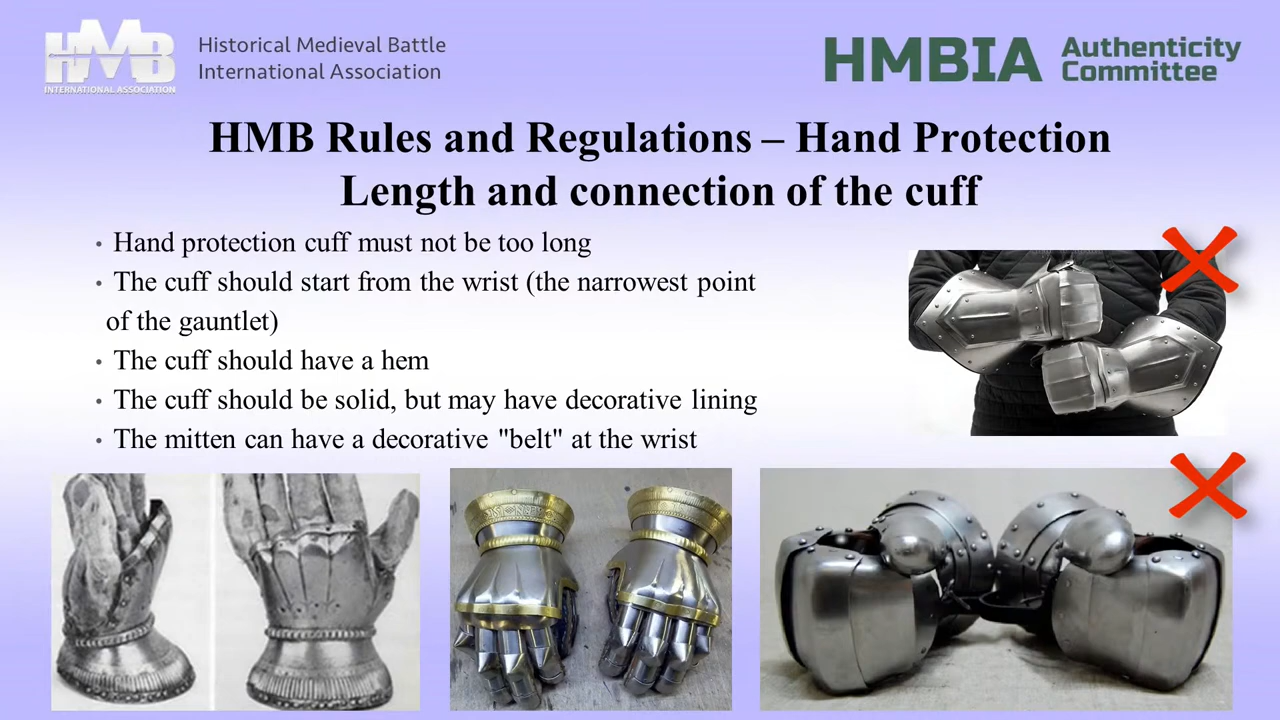 HMB
INTERNATIONAL ASSOCIATION
Historical Medieval Battle
International Association
HMBIA
Authenticity
Committee
HMB Rules and Regulations – Hand Protection
Length and connection of the cuff
• Hand protection cuff must not be too long
• The cuff should start from the wrist (the narrowest point
of the gauntlet)
• The cuff should have a hem
• The cuff should be solid, but may have decorative lining
• The mitten can have a decorative "belt" at the wrist